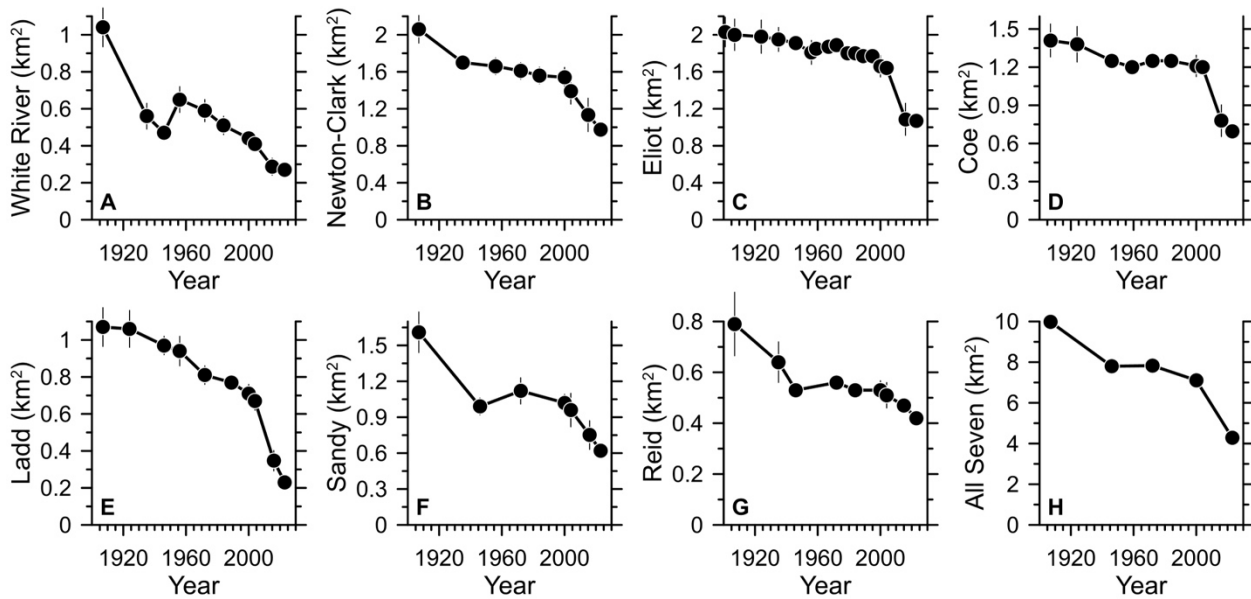 White River (km²)
1
0.8
0.6
0.4
0.2
0
A
1920 1960 2000
Year
Newton-Clark (km²)
2
1.6
1.2
0.8
0.4
0
B
1920 1960 2000
Year
Eliot (km²)
2
1.6
1.2
0.8
0.4
0
C
1920 1960 2000
Year
Coe (km²)
1.5
1.2
0.9
0.6
0.3
0
D
1920 1960 2000
Year
Ladd (km²)
1
0.8
0.6
0.4
0.2
0
E
1920 1960 2000
Year
Sandy (km²)
1.5
1.2
0.9
0.6
0.3
0
F
1920 1960 2000
Year
Reid (km²)
0.8
0.6
0.4
0.2
0
G
1920 1960 2000
Year
All Seven (km²)
10
8
6
4
2
0
H
1920 1960 2000
Year